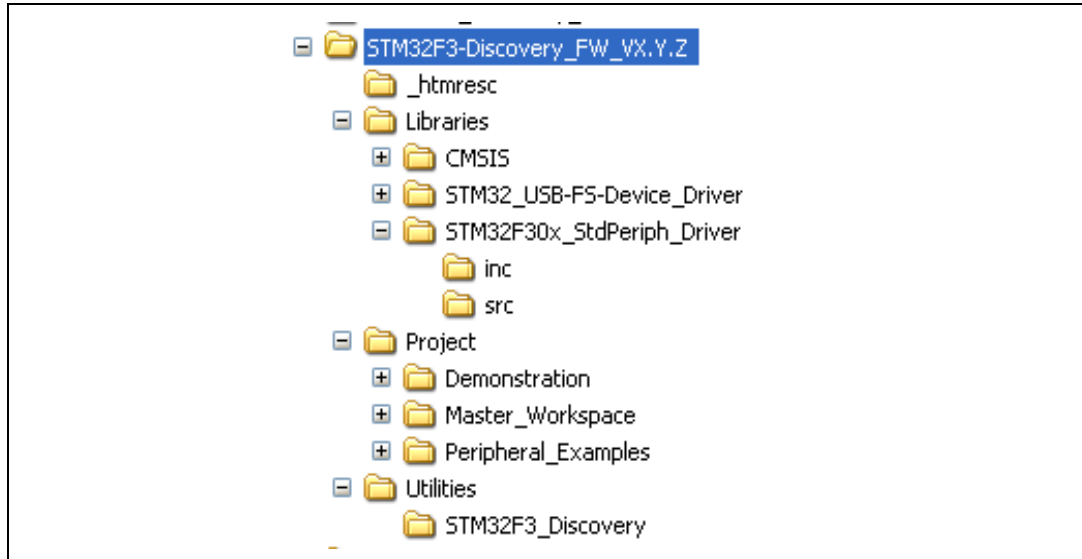 STM32F3-Discovery_FW_VX.Y.Z
_htmresc
Libraries
CMSIS
STM32_USB-FS-Device_Driver
STM32F30x_StdPeriph_Driver
inc
src
Project
Demonstration
Master_Workspace
Peripheral_Examples
Utilities
STM32F3_Discovery